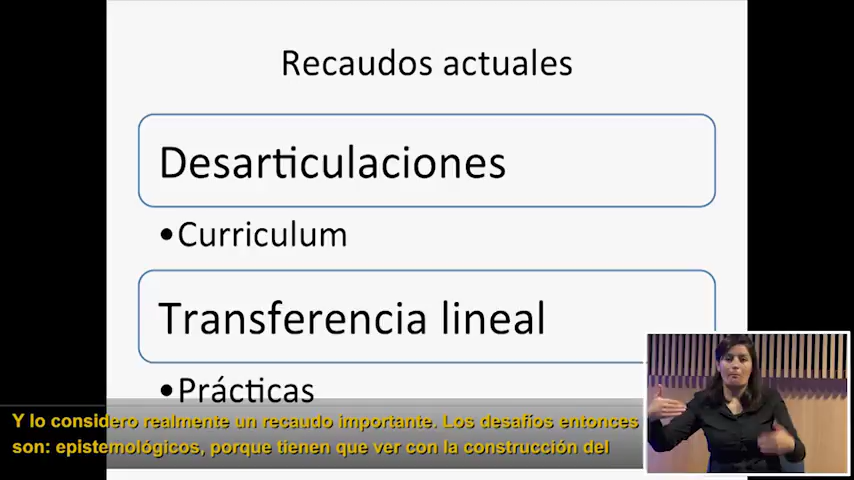 Recaudos actuales
Desarticulaciones
•Curriculum
Transferencia lineal
•Prácticas
Y lo considero realmente un recaudo importante. Los desafíos entonces
son: epistemológicos, porque tienen que ver con la construcción del